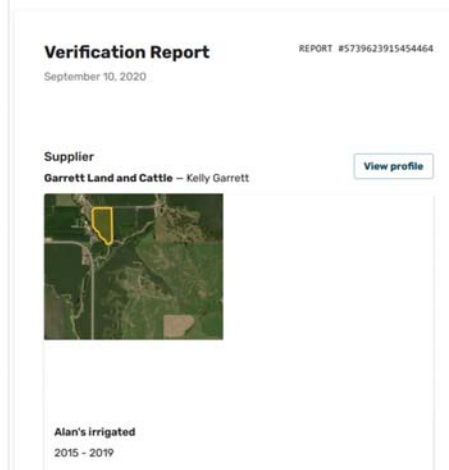 Verification Report
REPORT #5739623915454464
September 10, 2020
Supplier
Garrett Land and Cattle – Kelly Garrett
View profile
Alan's irrigated
2015 - 2019